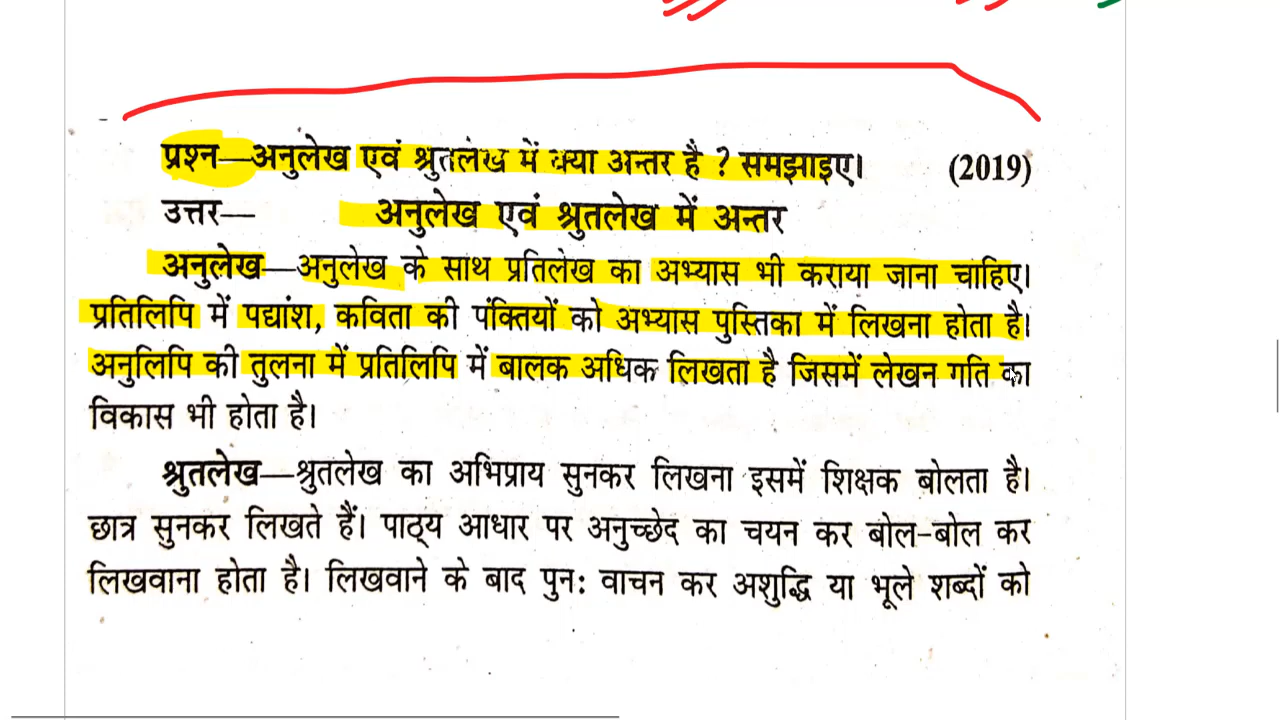 प्रश्न—अनुलेख एवं श्रुतलेख में क्या अन्तर है ? समझाइए। (2019)
उत्तर— अनुलेख एवं श्रुतलेख में अन्तर
अनुलेख—अनुलेख के साथ प्रतिलेख का अभ्यास भी कराया जाना चाहिए।
प्रतिलिपि में पद्यांश, कविता की पंक्तियों को अभ्यास पुस्तिका में लिखना होता है।
अनुलिपि की तुलना में प्रतिलिपि में बालक अधिक लिखता है जिसमें लेखन गति का
विकास भी होता है।
श्रुतलेख—श्रुतलेख का अभिप्राय सुनकर लिखना इसमें शिक्षक बोलता है।
छात्र सुनकर लिखते हैं। पाठ्य आधार पर अनुच्छेद का चयन कर बोल-बोल कर
लिखवाना होता है। लिखवाने के बाद पुनः वाचन कर अशुद्धि या भूले शब्दों को